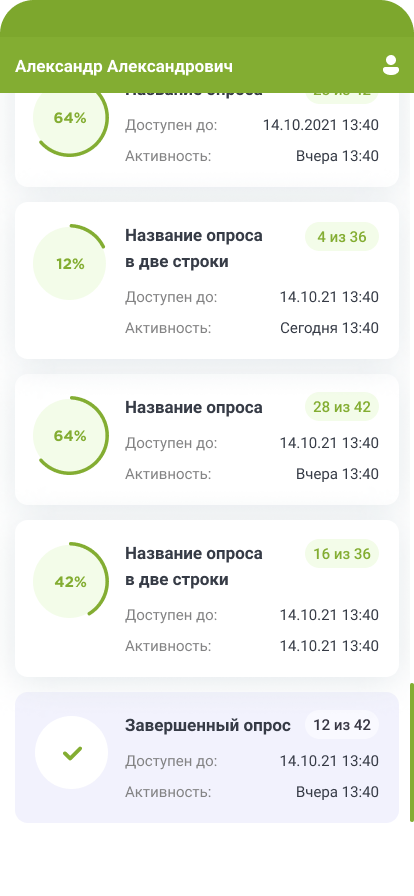 Александр Александрович
Название опроса
64%
Доступен до: 14.10.2021 13:40
Активность: Вчера 13:40
Название опроса 4 из 36
в две строки
12%
Доступен до: 14.10.21 13:40
Активность: Сегодня 13:40
Название опроса 28 из 42
64%
Доступен до: 14.10.21 13:40
Активность: Вчера 13:40
Название опроса 16 из 36
в две строки
42%
Доступен до: 14.10.21 13:40
Активность: 14.10.21 13:40
Завершенный опрос 12 из 42
Доступен до: 14.10.21 13:40
Активность: Вчера 13:40